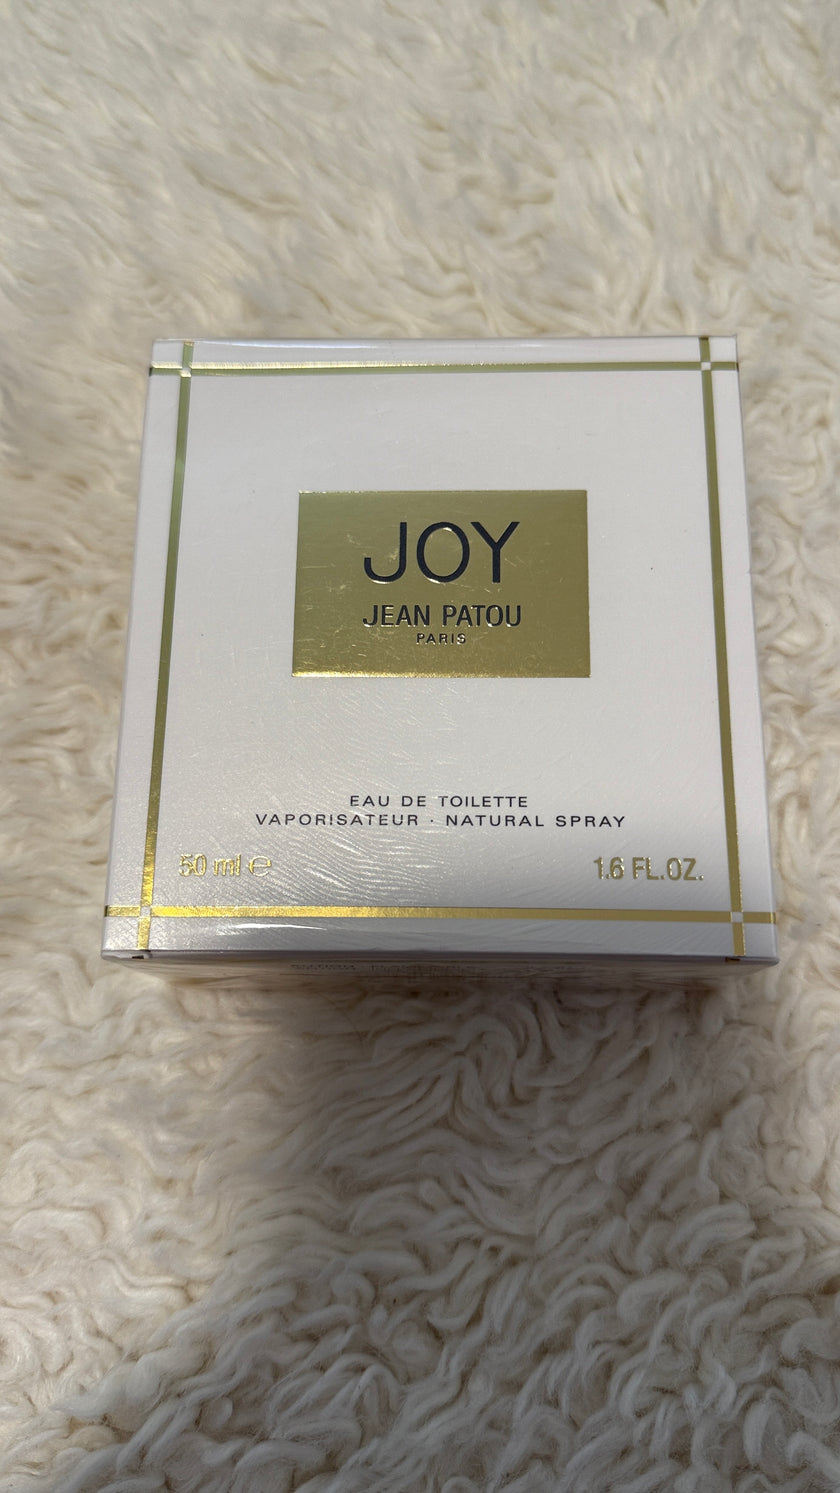 JOY
JEAN PATOU
PARIS
EAU DE TOILETTE
VAPORISATEUR · NATURAL SPRAY
50 ml ℮
1.6 FL.OZ.